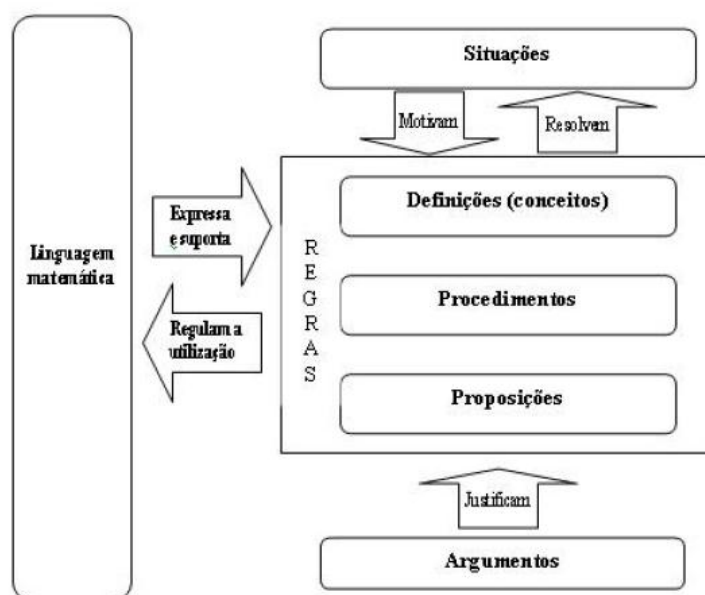 Situações
Motivam
Resolvem
Linguagem
matemática
Expressa
e suporta
Regulam a
utilização
R
E
G
R
A
S
Definições (conceitos)
Procedimentos
Proposições
Justificam
Argumentos